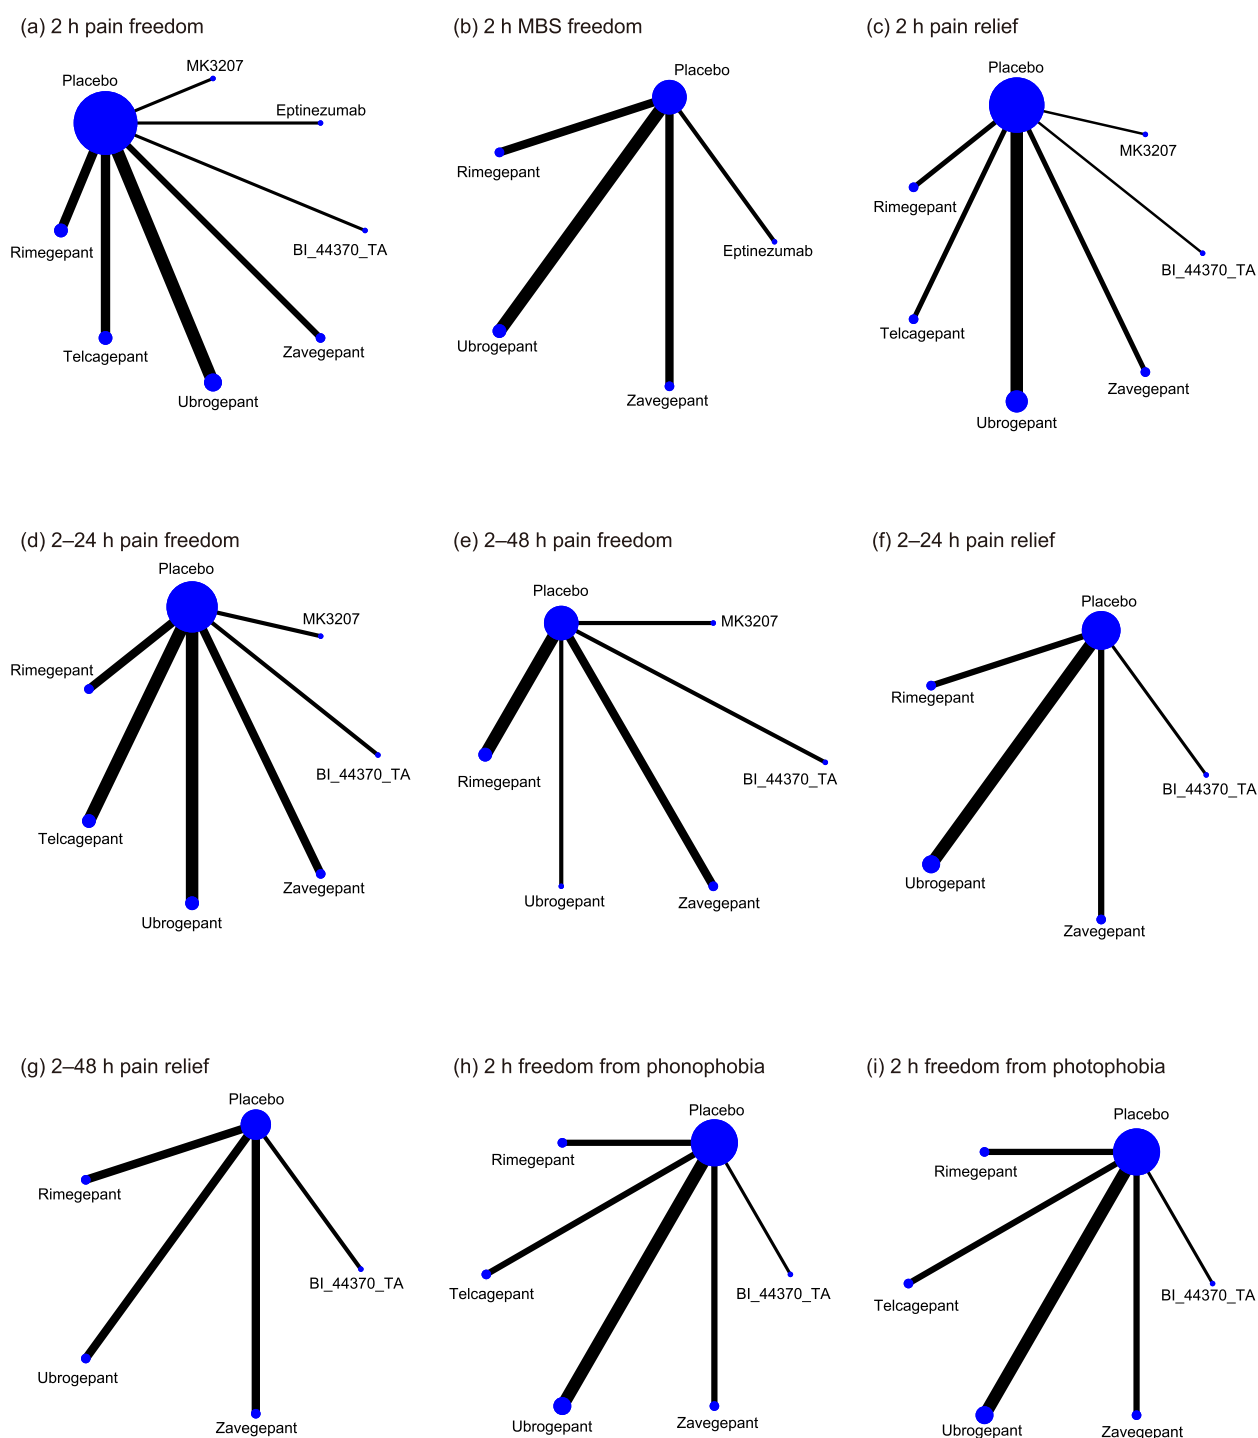 (a) 2 h pain freedom
Placebo
MK3207
Eptinezumab
BI_44370_TA
Rimegepant
Telcagepant
Zavegepant
Ubrogepant
(b) 2 h MBS freedom
Placebo
Rimegepant
Eptinezumab
Ubrogepant
Zavegepant
(c) 2 h pain relief
Placebo
MK3207
Rimegepant
BI_44370_TA
Telcagepant
Zavegepant
Ubrogepant
(d) 2–24 h pain freedom
Placebo
MK3207
Rimegepant
BI_44370_TA
Telcagepant
Zavegepant
Ubrogepant
(e) 2–48 h pain freedom
Placebo
MK3207
Rimegepant
BI_44370_TA
Ubrogepant
Zavegepant
(f) 2–24 h pain relief
Placebo
Rimegepant
BI_44370_TA
Ubrogepant
Zavegepant
(g) 2–48 h pain relief
Placebo
Rimegepant
BI_44370_TA
Ubrogepant
Zavegepant
(h) 2 h freedom from phonophobia
Placebo
Rimegepant
Telcagepant
BI_44370_TA
Ubrogepant
Zavegepant
(i) 2 h freedom from photophobia
Placebo
Rimegepant
Telcagepant
BI_44370_TA
Ubrogepant
Zavegepant